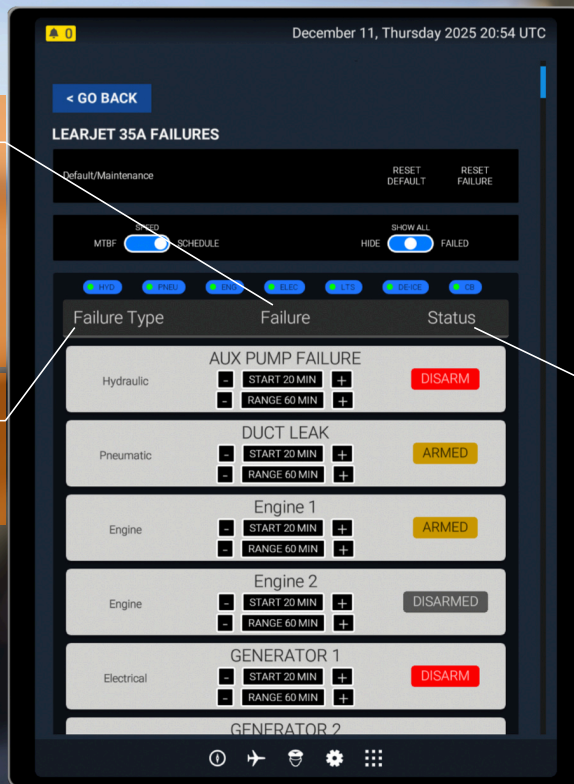 0
December 11, Thursday 2025 20:54 UTC
< GO BACK
LEARJET 35A FAILURES
Default/Maintenance
RESET DEFAULT
RESET FAILURE
SPEED
MTBF
SCHEDULE
SHOW ALL
HIDE
FAILED
HYD PNEU ENG ELEC LTS DE-ICE CB
Failure Type Failure Status
AUX PUMP FAILURE
Hydraulic
- START 20 MIN +
- RANGE 60 MIN +
DISARM
DUCT LEAK
Pneumatic
- START 20 MIN +
- RANGE 60 MIN +
ARMED
Engine 1
Engine
- START 20 MIN +
- RANGE 60 MIN +
ARMED
Engine 2
Engine
- START 20 MIN +
- RANGE 60 MIN +
DISARMED
GENERATOR 1
Electrical
- START 20 MIN +
- RANGE 60 MIN +
DISARM
GENERATOR 2